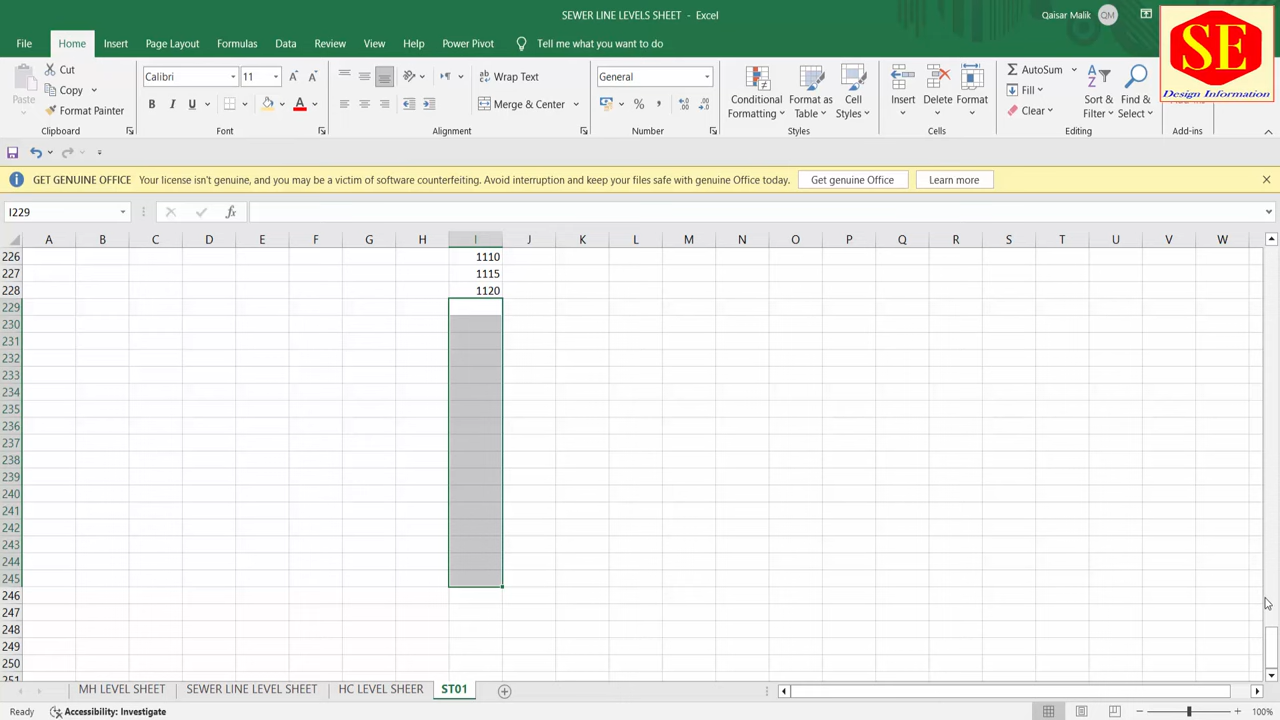 SEWER LINE LEVELS SHEET - Excel
Qaisar Malik QM
SE
Design Information
File Home Insert Page Layout Formulas Data Review View Help Power Pivot Tell me what you want to do
Paste Cut Copy Format Painter
Clipboard
Calibri 11
B I U A
Font
Wrap Text
Merge & Center
Alignment
General
% ,
Number
Conditional Formatting Format as Table Cell Styles
Styles
Insert Delete Format
Cells
AutoSum Fill Clear Sort & Filter Find & Select
Editing
Add-ins
GET GENUINE OFFICE Your license isn't genuine, and you may be a victim of software counterfeiting. Avoid interruption and keep your files safe with genuine Office today. Get genuine Office Learn more
I229 fx
A B C D E F G H I J K L M N O P Q R S T U V W
226 1110
227 1115
228 1120
229
230
231
232
233
234
235
236
237
238
239
240
241
242
243
244
245
246
247
248
249
250
251
MH LEVEL SHEET SEWER LINE LEVEL SHEET HC LEVEL SHEER ST01
Ready Accessibility: Investigate 100%